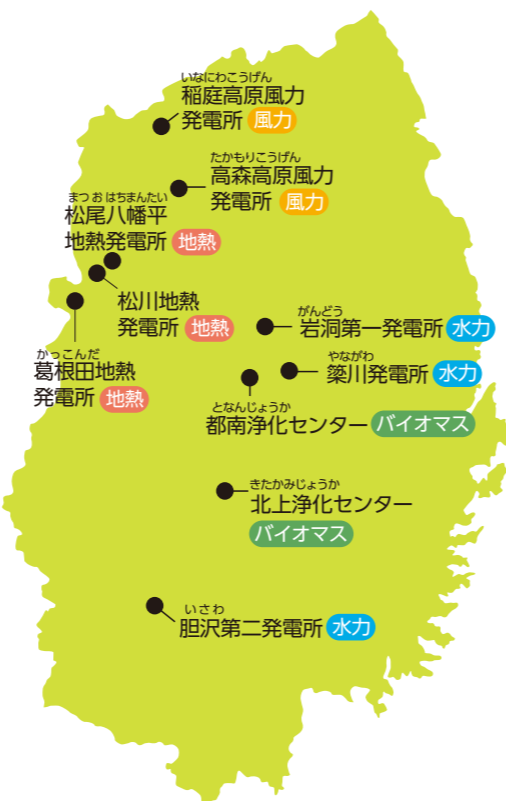 いなにわこうげん
稲庭高原風力
発電所 風力
たかもりこうげん
高森高原風力
発電所 風力
まつおはちまんたい
松尾八幡平
地熱発電所 地熱
松川地熱
発電所 地熱
かっこんだ
葛根田地熱
発電所 地熱
がんどう
岩洞第一発電所 水力
やながわ
簗川発電所 水力
となんじょうか
都南浄化センター バイオマス
きたかみじょうか
北上浄化センター
バイオマス
いさわ
胆沢第二発電所 水力